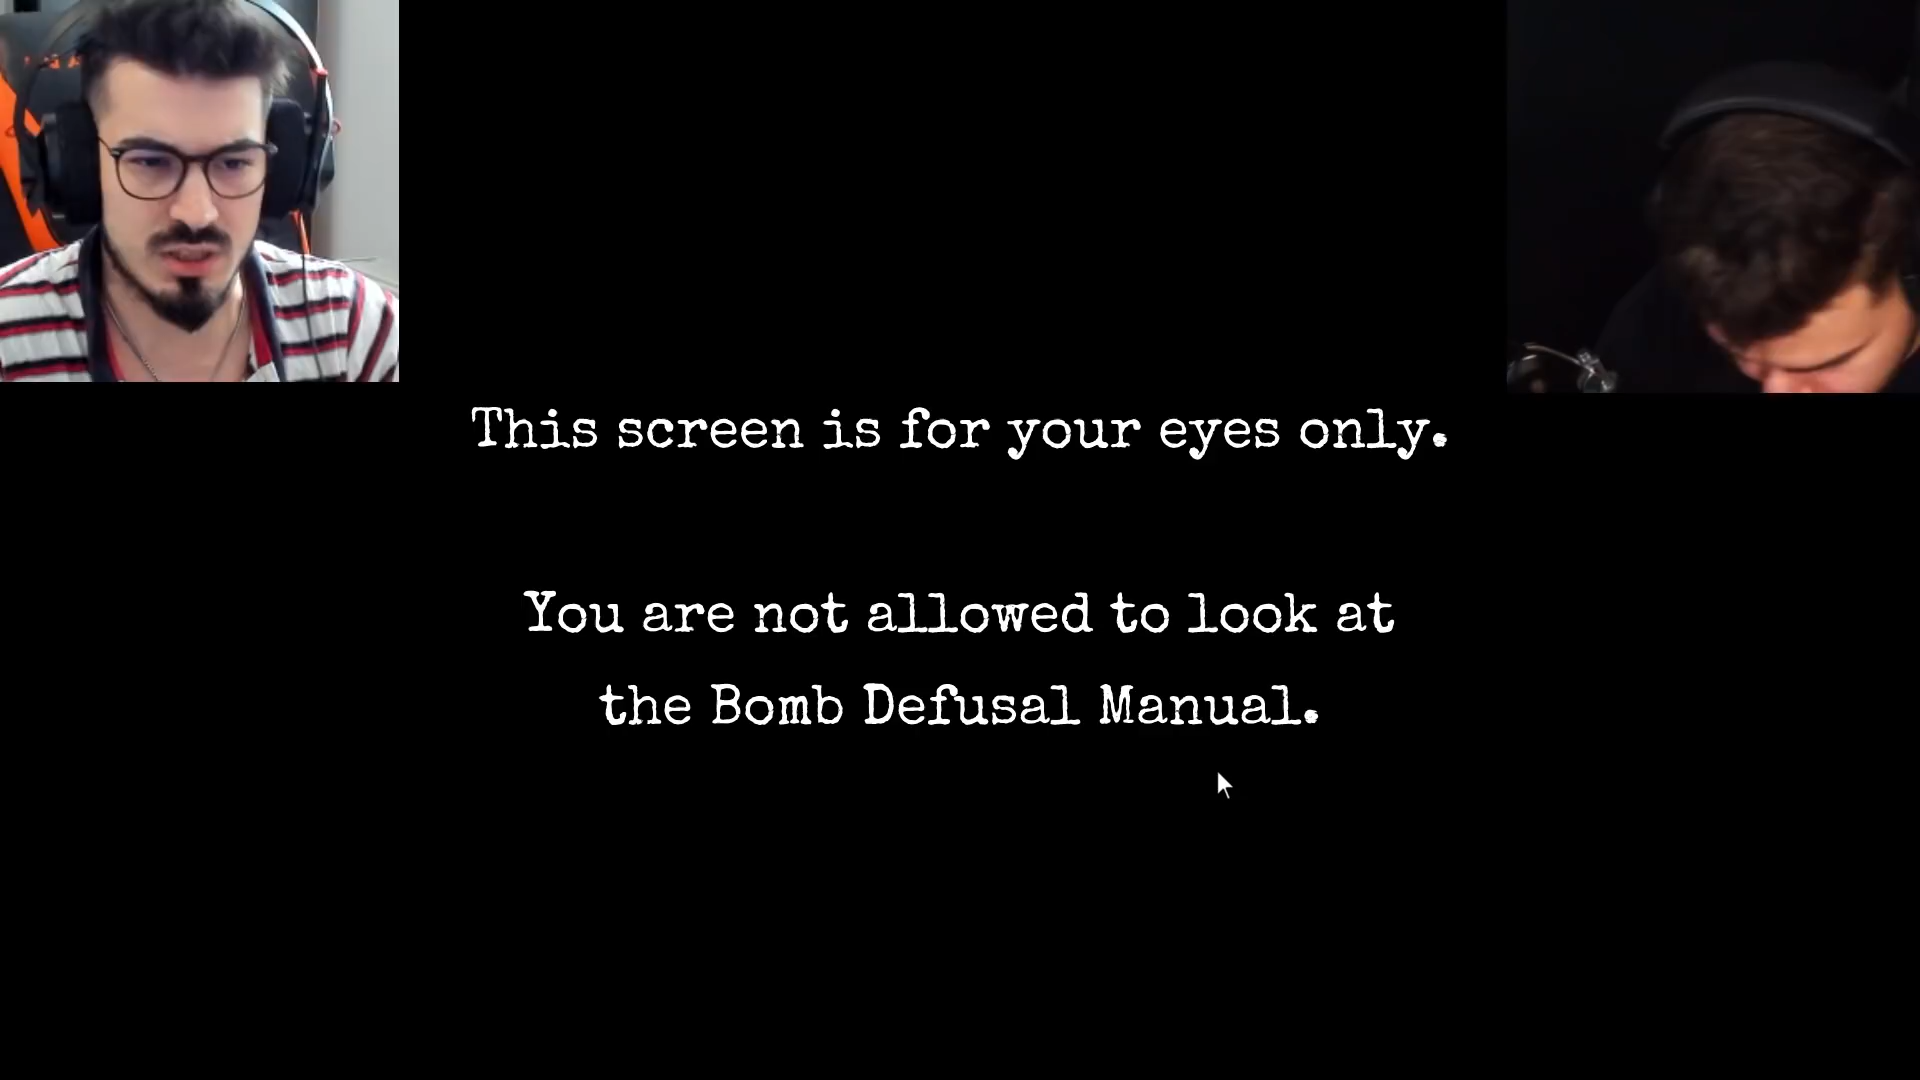 This screen is for your eyes only.
You are not allowed to look at
the Bomb Defusal Manual.